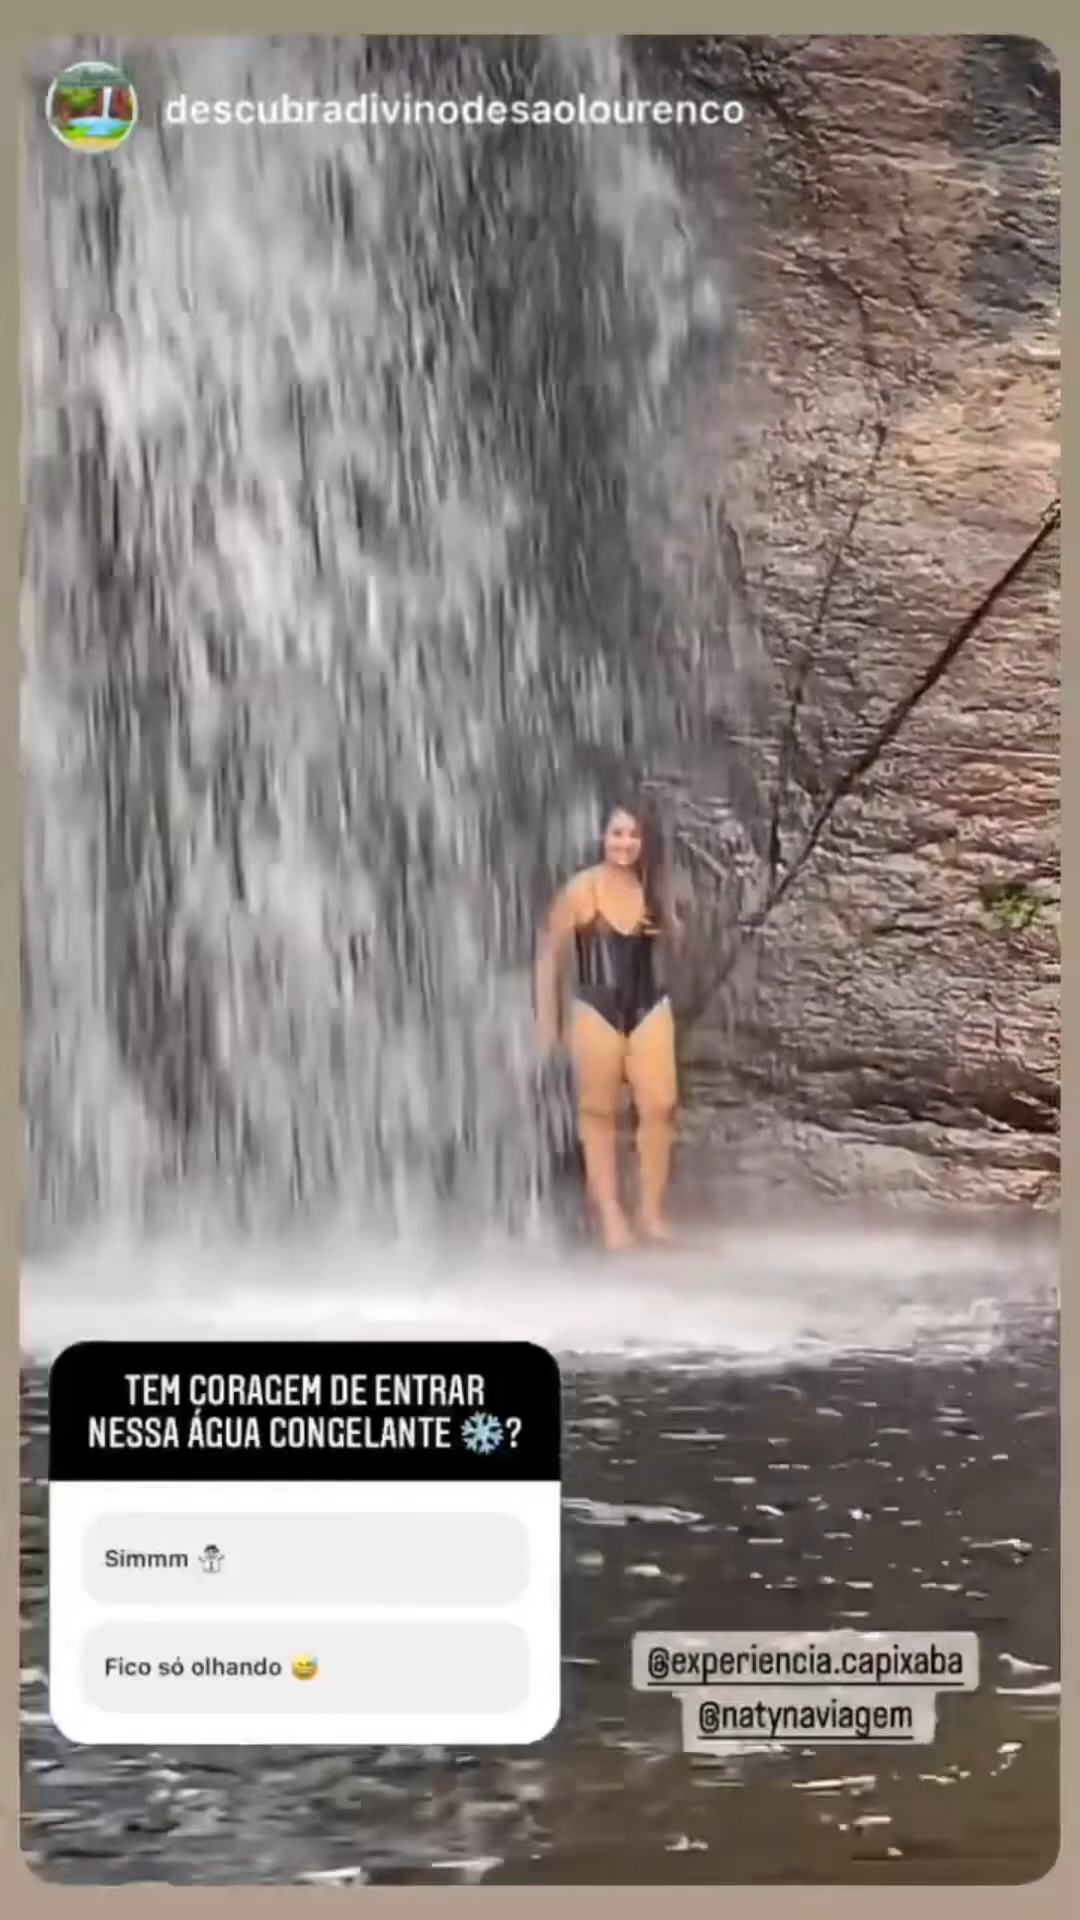 descubradivinodesaolourenco
TEM CORAGEM DE ENTRAR
NESSA ÁGUA CONGELANTE ❄️?
Simmm ☃️
Fico só olhando 😅
@experiencia.capixaba
@natynaviagem